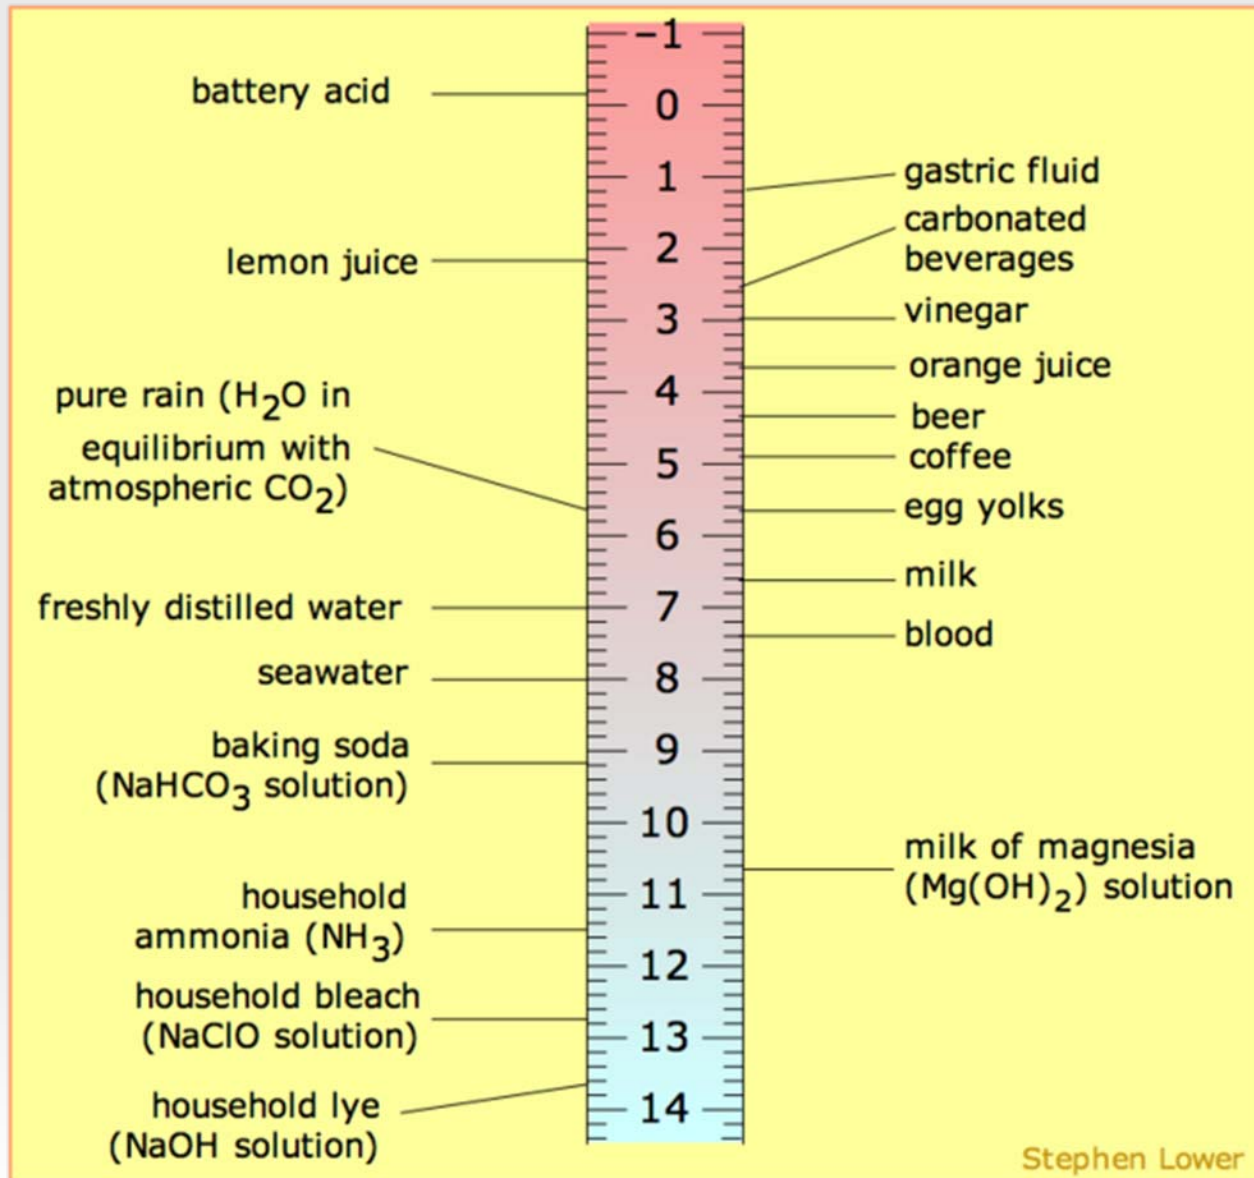 battery acid
lemon juice
pure rain (H₂O in
equilibrium with
atmospheric CO₂)
freshly distilled water
seawater
baking soda
(NaHCO₃ solution)
household
ammonia (NH₃)
household bleach
(NaClO solution)
household lye
(NaOH solution)
−1
0
1
2
3
4
5
6
7
8
9
10
11
12
13
14
gastric fluid
carbonated
beverages
vinegar
orange juice
beer
coffee
egg yolks
milk
blood
milk of magnesia
(Mg(OH)₂) solution
Stephen Lower